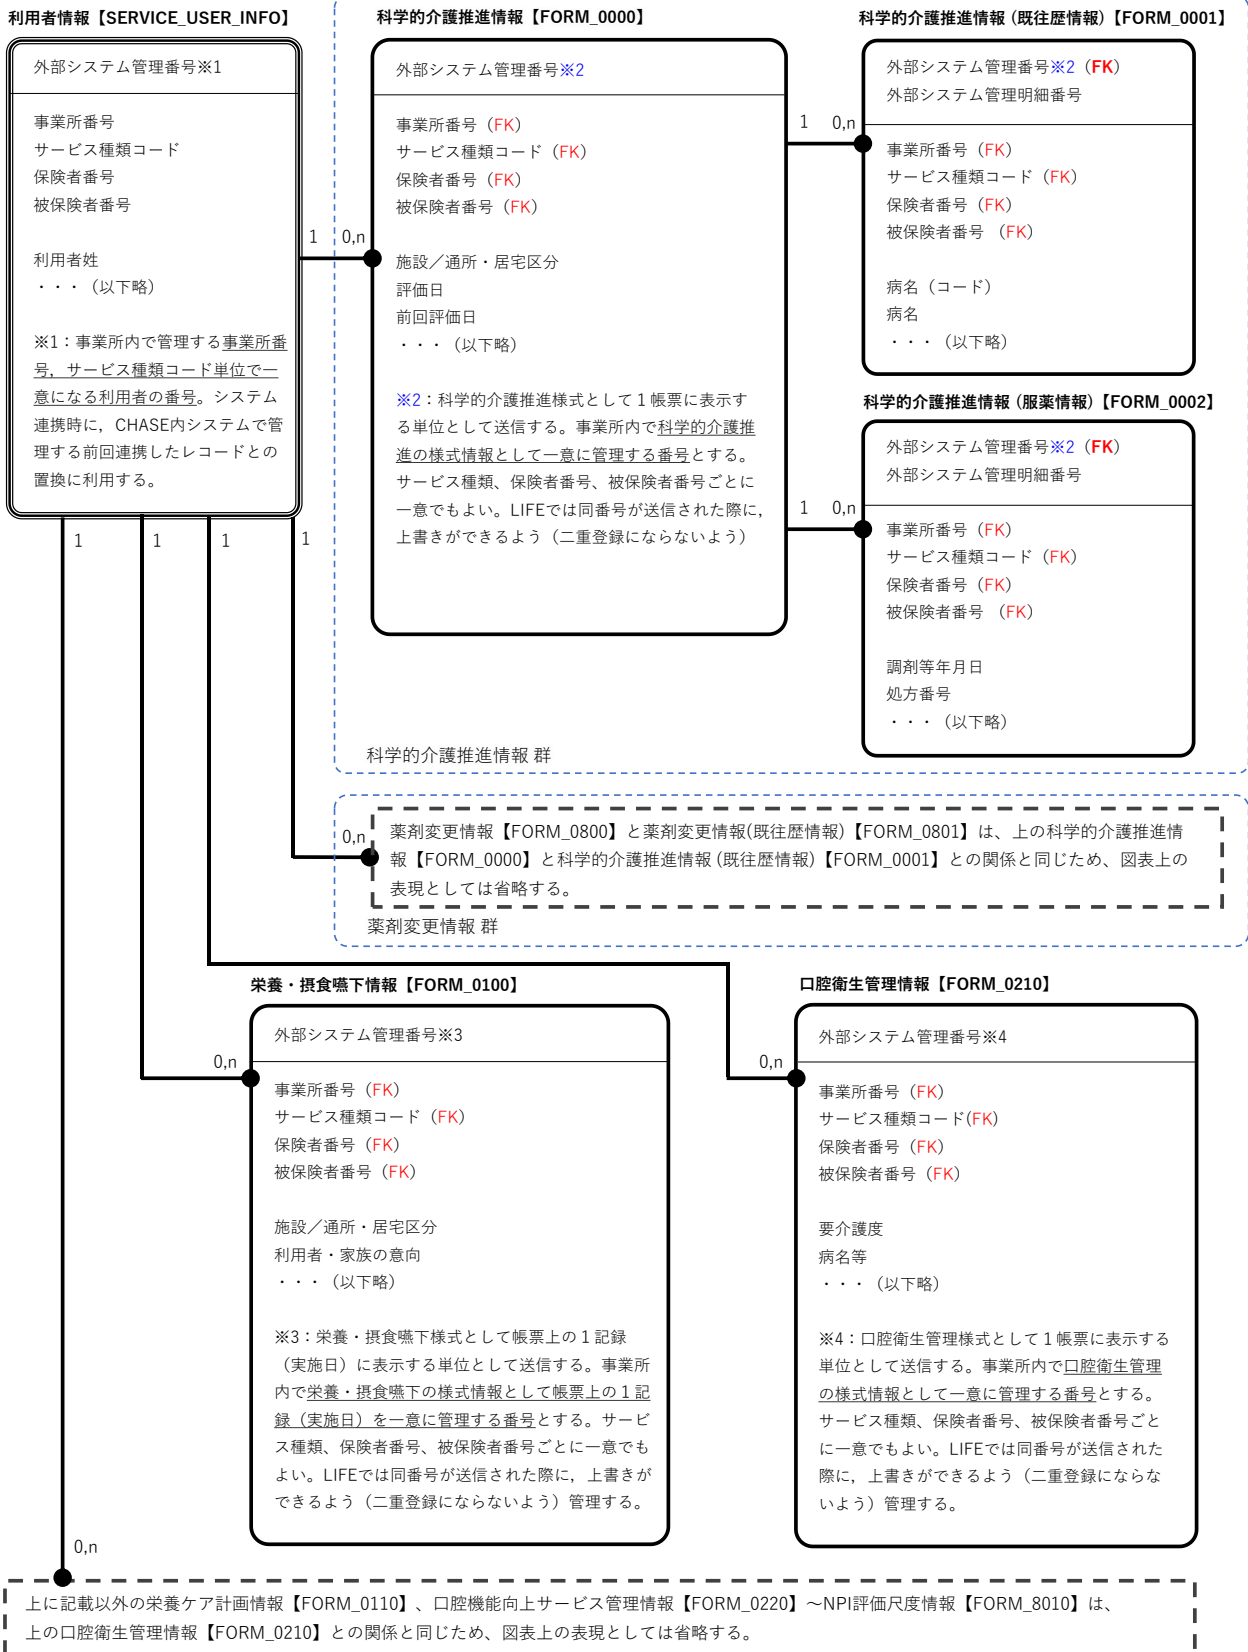 利用者情報【SERVICE_USER_INFO】
外部システム管理番号※1
事業所番号
サービス種類コード
保険者番号
被保険者番号
利用者姓
・・・（以下略）
※1：事業所内で管理する事業所番
号，サービス種類コード単位で一
意になる利用者の番号。システム
連携時に，CHASE内システムで管
理する前回連携したレコードとの
置換に利用する。
1
0,n
1
1
1
1
科学的介護推進情報【FORM_0000】
外部システム管理番号※2
事業所番号（FK）
サービス種類コード（FK）
保険者番号（FK）
被保険者番号（FK）
施設／通所・居宅区分
評価日
前回評価日
・・・（以下略）
※2：科学的介護推進様式として１帳票に表示す
る単位として送信する。事業所内で科学的介護推
進の様式情報として一意に管理する番号とする。
サービス種類、保険者番号、被保険者番号ごとに
一意でもよい。LIFEでは同番号が送信された際に，
上書きができるよう（二重登録にならないよう）
1
0,n
科学的介護推進情報 (既往歴情報)【FORM_0001】
外部システム管理番号※2（FK）
外部システム管理明細番号
事業所番号（FK）
サービス種類コード（FK）
保険者番号（FK）
被保険者番号 （FK）
病名（コード）
病名
・・・（以下略）
1
0,n
科学的介護推進情報 (服薬情報)【FORM_0002】
外部システム管理番号※2（FK）
外部システム管理明細番号
事業所番号（FK）
サービス種類コード（FK）
保険者番号（FK）
被保険者番号 （FK）
調剤等年月日
処方番号
・・・（以下略）
科学的介護推進情報 群
0,n
薬剤変更情報【FORM_0800】と薬剤変更情報(既往歴情報)【FORM_0801】は、上の科学的介護推進情
報【FORM_0000】と科学的介護推進情報 (既往歴情報)【FORM_0001】との関係と同じため、図表上の
表現としては省略する。
薬剤変更情報 群
栄養・摂食嚥下情報【FORM_0100】
0,n
外部システム管理番号※3
事業所番号（FK）
サービス種類コード（FK）
保険者番号（FK）
被保険者番号（FK）
施設／通所・居宅区分
利用者・家族の意向
・・・（以下略）
※3：栄養・摂食嚥下様式として帳票上の１記録
（実施日）に表示する単位として送信する。事業所
内で栄養・摂食嚥下の様式情報として帳票上の１記
録（実施日）を一意に管理する番号とする。サービ
ス種類、保険者番号、被保険者番号ごとに一意でも
よい。LIFEでは同番号が送信された際に，上書きが
できるよう（二重登録にならないよう）管理する。
口腔衛生管理情報【FORM_0210】
0,n
外部システム管理番号※4
事業所番号（FK）
サービス種類コード(FK)
保険者番号（FK）
被保険者番号（FK）
要介護度
病名等
・・・（以下略）
※4：口腔衛生管理様式として１帳票に表示する
単位として送信する。事業所内で口腔衛生管理
の様式情報として一意に管理する番号とする。
サービス種類、保険者番号、被保険者番号ごと
に一意でもよい。LIFEでは同番号が送信された
際に，上書きができるよう（二重登録にならな
いよう）管理する。
0,n
上に記載以外の栄養ケア計画情報【FORM_0110】、口腔機能向上サービス管理情報【FORM_0220】～NPI評価尺度情報【FORM_8010】は、
上の口腔衛生管理情報【FORM_0210】との関係と同じため、図表上の表現としては省略する。